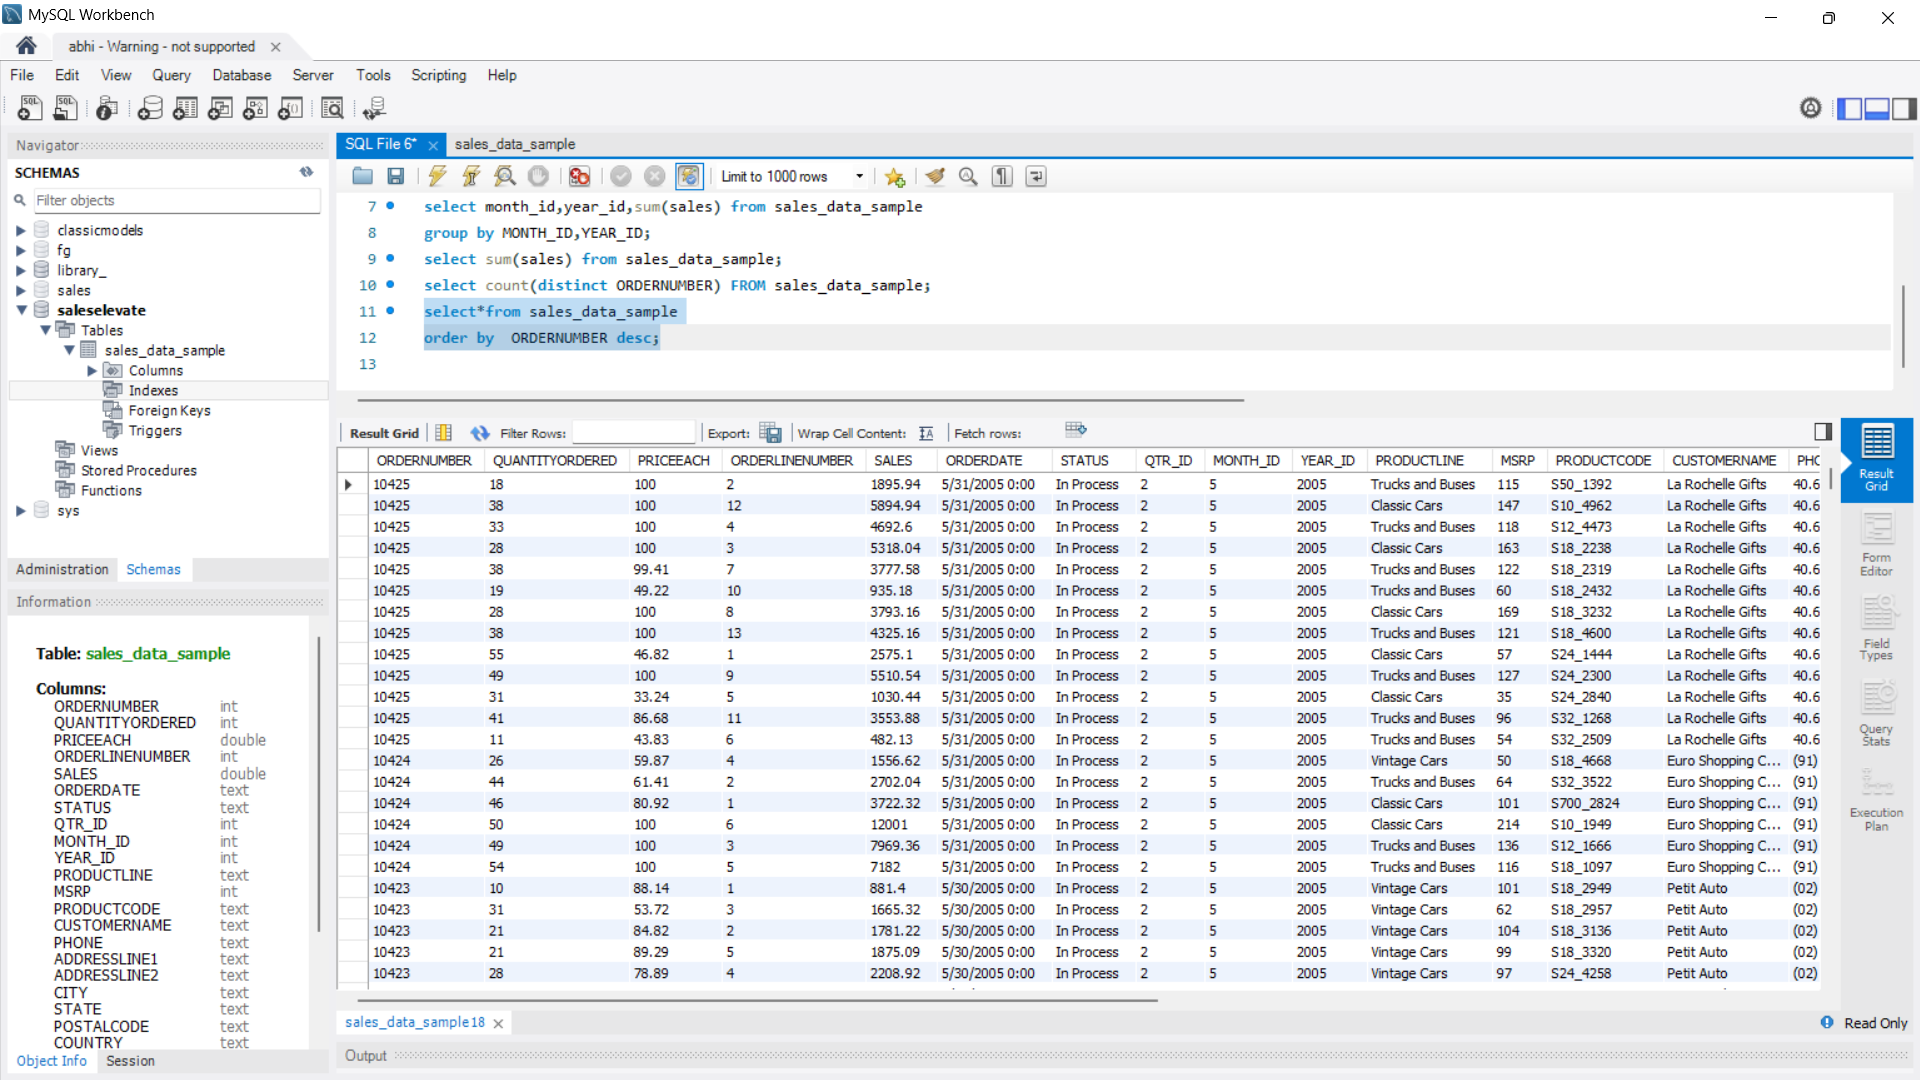 MySQL Workbench
abhi - Warning - not supported
File Edit View Query Database Server Tools Scripting Help
Navigator
SCHEMAS
Filter objects
classicmodels
fg
library_
sales
saleselevate
Tables
sales_data_sample
Columns
Indexes
Foreign Keys
Triggers
Views
Stored Procedures
Functions
sys
Administration Schemas
Information
Table: sales_data_sample
Columns:
ORDERNUMBER int
QUANTITYORDERED int
PRICEEACH double
ORDERLINENUMBER int
SALES double
ORDERDATE text
STATUS text
QTR_ID int
MONTH_ID int
YEAR_ID int
PRODUCTLINE text
MSRP int
PRODUCTCODE text
CUSTOMERNAME text
PHONE text
ADDRESSLINE1 text
ADDRESSLINE2 text
CITY text
STATE text
POSTALCODE text
COUNTRY text
Object Info Session
SQL File 6* sales_data_sample
Limit to 1000 rows
7 select month_id,year_id,sum(sales) from sales_data_sample
8 group by MONTH_ID,YEAR_ID;
9 select sum(sales) from sales_data_sample;
10 select count(distinct ORDERNUMBER) FROM sales_data_sample;
11 select*from sales_data_sample
12 order by ORDERNUMBER desc;
13
Result Grid Filter Rows: Export: Wrap Cell Content: Fetch rows:
ORDERNUMBER QUANTITYORDERED PRICEEACH ORDERLINENUMBER SALES ORDERDATE STATUS QTR_ID MONTH_ID YEAR_ID PRODUCTLINE MSRP PRODUCTCODE CUSTOMERNAME PHC
10425 18 100 2 1895.94 5/31/2005 0:00 In Process 2 5 2005 Trucks and Buses 115 S50_1392 La Rochelle Gifts 40.6
10425 38 100 12 5894.94 5/31/2005 0:00 In Process 2 5 2005 Classic Cars 147 S10_4962 La Rochelle Gifts 40.6
10425 33 100 4 4692.6 5/31/2005 0:00 In Process 2 5 2005 Trucks and Buses 118 S12_4473 La Rochelle Gifts 40.6
10425 28 100 3 5318.04 5/31/2005 0:00 In Process 2 5 2005 Classic Cars 163 S18_2238 La Rochelle Gifts 40.6
10425 38 99.41 7 3777.58 5/31/2005 0:00 In Process 2 5 2005 Trucks and Buses 122 S18_2319 La Rochelle Gifts 40.6
10425 19 49.22 10 935.18 5/31/2005 0:00 In Process 2 5 2005 Trucks and Buses 60 S18_2432 La Rochelle Gifts 40.6
10425 28 100 8 3793.16 5/31/2005 0:00 In Process 2 5 2005 Classic Cars 169 S18_3232 La Rochelle Gifts 40.6
10425 38 100 13 4325.16 5/31/2005 0:00 In Process 2 5 2005 Trucks and Buses 121 S18_4600 La Rochelle Gifts 40.6
10425 55 46.82 1 2575.1 5/31/2005 0:00 In Process 2 5 2005 Classic Cars 57 S24_1444 La Rochelle Gifts 40.6
10425 49 100 9 5510.54 5/31/2005 0:00 In Process 2 5 2005 Trucks and Buses 127 S24_2300 La Rochelle Gifts 40.6
10425 31 33.24 5 1030.44 5/31/2005 0:00 In Process 2 5 2005 Classic Cars 35 S24_2840 La Rochelle Gifts 40.6
10425 41 86.68 11 3553.88 5/31/2005 0:00 In Process 2 5 2005 Trucks and Buses 96 S32_1268 La Rochelle Gifts 40.6
10425 11 43.83 6 482.13 5/31/2005 0:00 In Process 2 5 2005 Trucks and Buses 54 S32_2509 La Rochelle Gifts 40.6
10424 26 59.87 4 1556.62 5/31/2005 0:00 In Process 2 5 2005 Vintage Cars 50 S18_4668 Euro Shopping C... (91)
10424 44 61.41 2 2702.04 5/31/2005 0:00 In Process 2 5 2005 Trucks and Buses 64 S32_3522 Euro Shopping C... (91)
10424 46 80.92 1 3722.32 5/31/2005 0:00 In Process 2 5 2005 Classic Cars 101 S700_2824 Euro Shopping C... (91)
10424 50 100 6 12001 5/31/2005 0:00 In Process 2 5 2005 Classic Cars 214 S10_1949 Euro Shopping C... (91)
10424 49 100 3 7969.36 5/31/2005 0:00 In Process 2 5 2005 Trucks and Buses 136 S12_1666 Euro Shopping C... (91)
10424 54 100 5 7182 5/31/2005 0:00 In Process 2 5 2005 Trucks and Buses 116 S18_1097 Euro Shopping C... (91)
10423 10 88.14 1 881.4 5/30/2005 0:00 In Process 2 5 2005 Vintage Cars 101 S18_2949 Petit Auto (02)
10423 31 53.72 3 1665.32 5/30/2005 0:00 In Process 2 5 2005 Vintage Cars 62 S18_2957 Petit Auto (02)
10423 21 84.82 2 1781.22 5/30/2005 0:00 In Process 2 5 2005 Vintage Cars 104 S18_3136 Petit Auto (02)
10423 21 89.29 5 1875.09 5/30/2005 0:00 In Process 2 5 2005 Vintage Cars 99 S18_3320 Petit Auto (02)
10423 28 78.89 4 2208.92 5/30/2005 0:00 In Process 2 5 2005 Vintage Cars 97 S24_4258 Petit Auto (02)
Result
Grid
Form
Editor
Field
Types
Query
Stats
Execution
Plan
sales_data_sample18
Read Only
Output